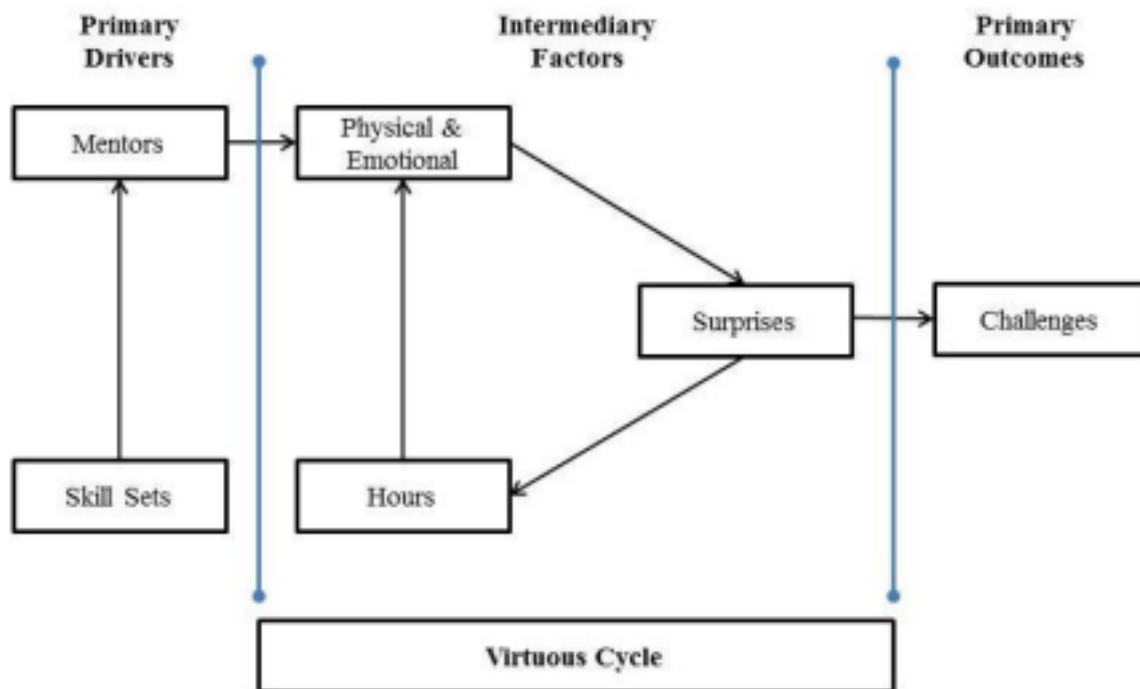 Primary
Drivers
Intermediary
Factors
Primary
Outcomes
Mentors
Physical &
Emotional
Surprises
Challenges
Skill Sets
Hours
Virtuous Cycle